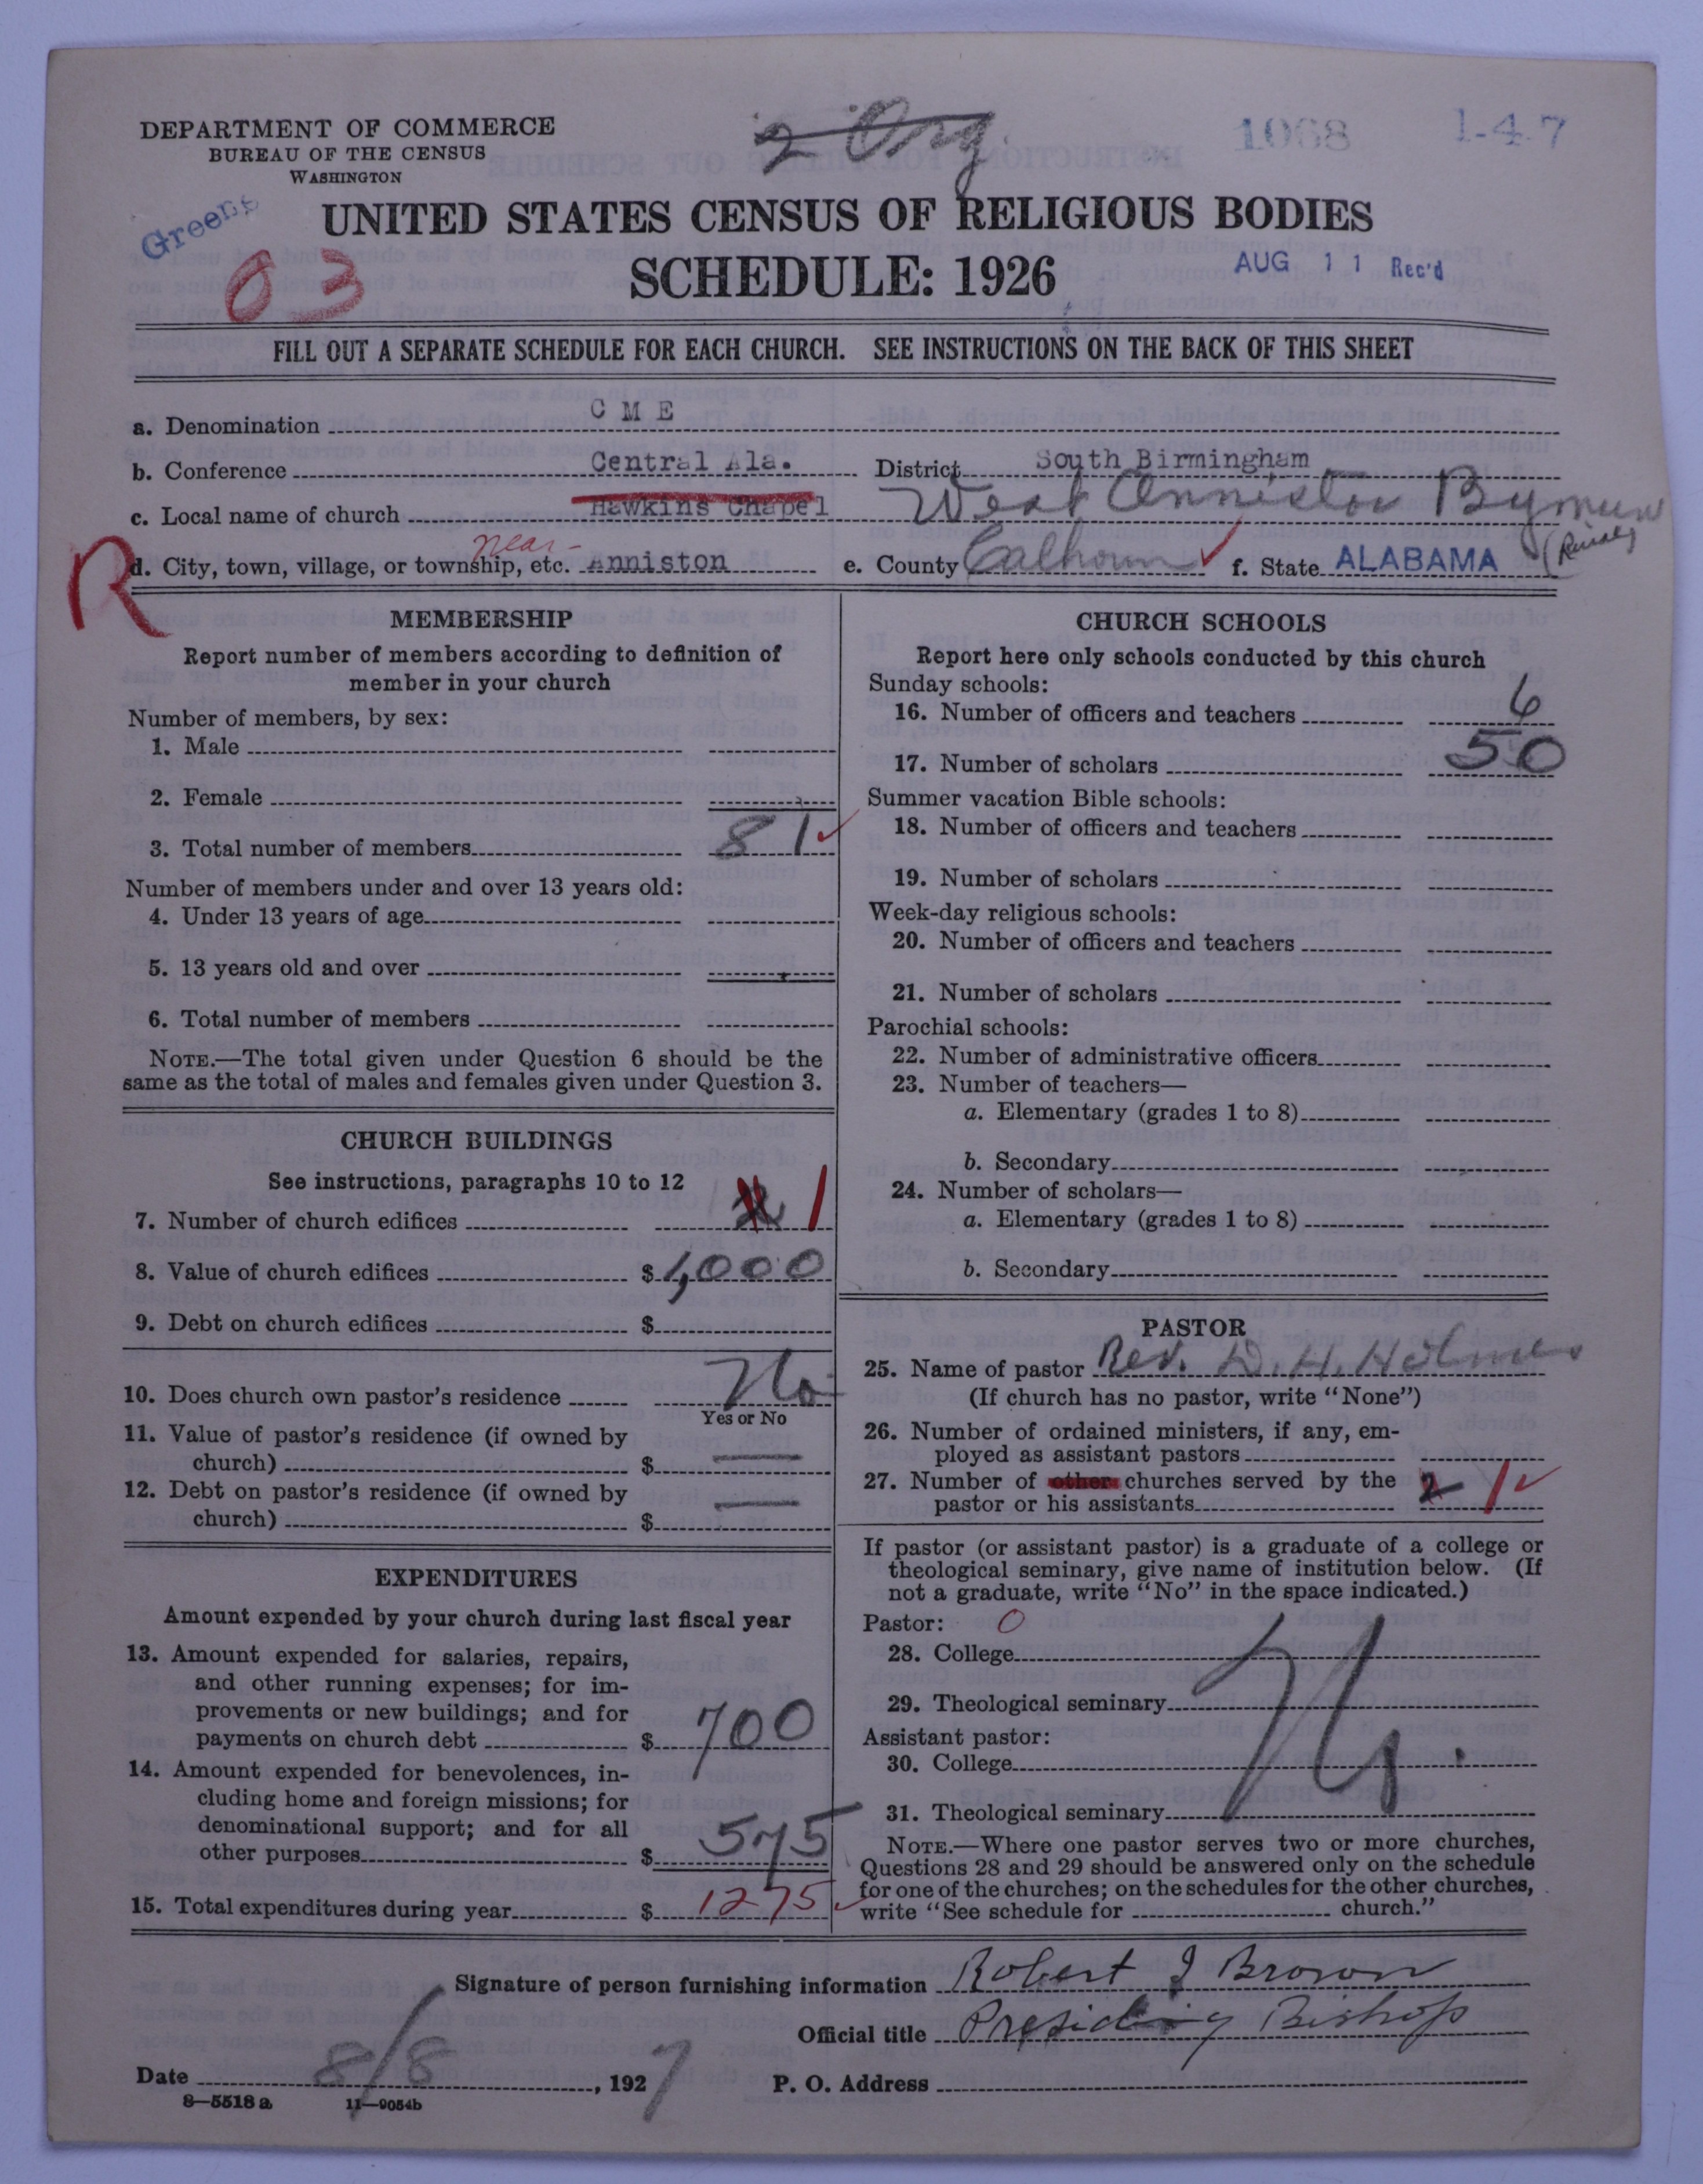 DEPARTMENT OF COMMERCE
BUREAU OF THE CENSUS
WASHINGTON
2 Org
1068
1-4-7
Greene
03
UNITED STATES CENSUS OF RELIGIOUS BODIES
SCHEDULE: 1926
AUG 11 Rec'd
FILL OUT A SEPARATE SCHEDULE FOR EACH CHURCH. SEE INSTRUCTIONS ON THE BACK OF THIS SHEET
a. Denomination C M E
b. Conference Central Ala. District South Birmingham
c. Local name of church Hawkins Chapel West Anniston
(Rural)
R
near-
d. City, town, village, or township, etc. Anniston e. County Calhoun f. State ALABAMA
MEMBERSHIP
Report number of members according to definition of
member in your church
Number of members, by sex:
1. Male
2. Female
3. Total number of members 81
Number of members under and over 13 years old:
4. Under 13 years of age
5. 13 years old and over
6. Total number of members
NOTE.—The total given under Question 6 should be the
same as the total of males and females given under Question 3.
CHURCH BUILDINGS
See instructions, paragraphs 10 to 12
7. Number of church edifices 1
8. Value of church edifices $ 1,000
9. Debt on church edifices $
10. Does church own pastor's residence No
Yes or No
11. Value of pastor's residence (if owned by
church) $ —
12. Debt on pastor's residence (if owned by
church) $ —
EXPENDITURES
Amount expended by your church during last fiscal year
13. Amount expended for salaries, repairs,
and other running expenses; for im-
provements or new buildings; and for
payments on church debt $ 700
14. Amount expended for benevolences, in-
cluding home and foreign missions; for
denominational support; and for all
other purposes $ 575
15. Total expenditures during year $ 1275
CHURCH SCHOOLS
Report here only schools conducted by this church
Sunday schools:
16. Number of officers and teachers 6
17. Number of scholars 50
Summer vacation Bible schools:
18. Number of officers and teachers
19. Number of scholars
Week-day religious schools:
20. Number of officers and teachers
21. Number of scholars
Parochial schools:
22. Number of administrative officers
23. Number of teachers—
a. Elementary (grades 1 to 8)
b. Secondary
24. Number of scholars—
a. Elementary (grades 1 to 8)
b. Secondary
PASTOR
25. Name of pastor Rev. D. H. Holmes
(If church has no pastor, write "None")
26. Number of ordained ministers, if any, em-
ployed as assistant pastors
27. Number of other churches served by the
pastor or his assistants 2 1
If pastor (or assistant pastor) is a graduate of a college or
theological seminary, give name of institution below. (If
not a graduate, write "No" in the space indicated.)
Pastor: 0
28. College
29. Theological seminary
Assistant pastor:
30. College
31. Theological seminary
NOTE.—Where one pastor serves two or more churches,
Questions 28 and 29 should be answered only on the schedule
for one of the churches; on the schedules for the other churches,
write "See schedule for church."
Signature of person furnishing information Robert J Brown
Official title Presiding Bishop
Date 8/8, 1927 P. O. Address
8—5518 a 11—9054b